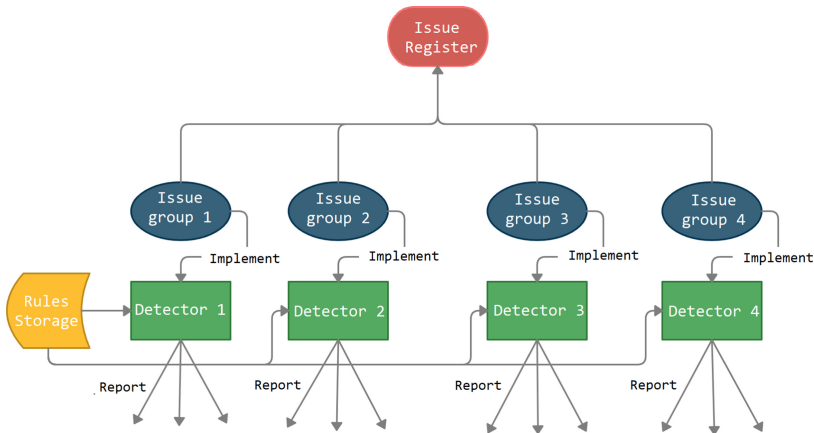 Issue
Register
Issue
group 1
Issue
group 2
Issue
group 3
Issue
group 4
Implement
Implement
Implement
Implement
Rules
Storage
Detector 1
Detector 2
Detector 3
Detector 4
Report
Report
Report
Report